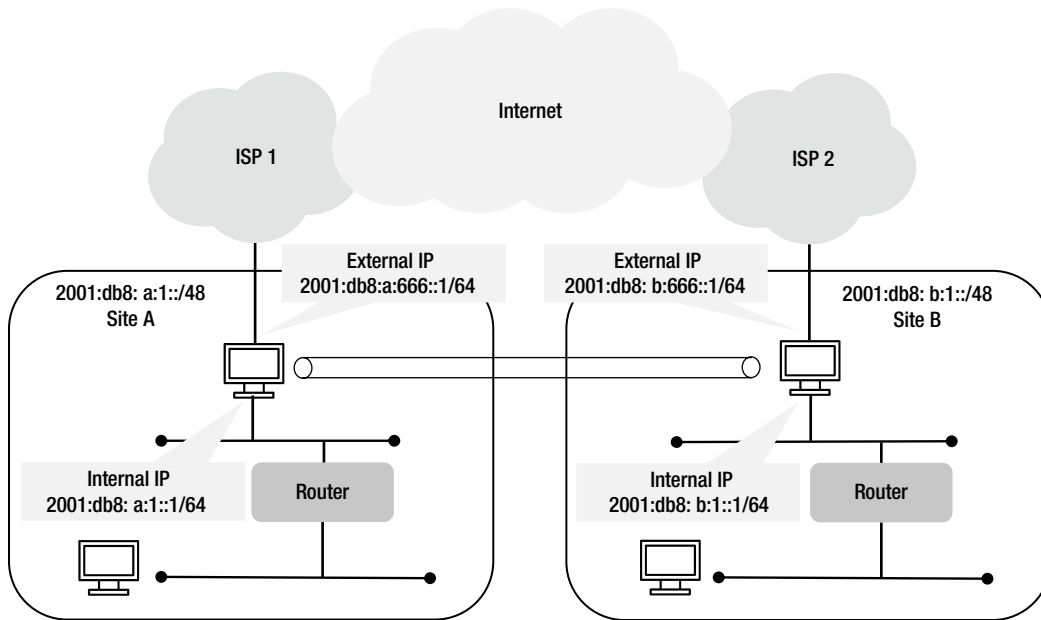 Internet
ISP 1
ISP 2
External IP
2001:db8:a:666::1/64
External IP
2001:db8: b:666::1/64
2001:db8: a:1::/48
Site A
2001:db8: b:1::/48
Site B
Internal IP
2001:db8: a:1::1/64
Router
Internal IP
2001:db8: b:1::1/64
Router